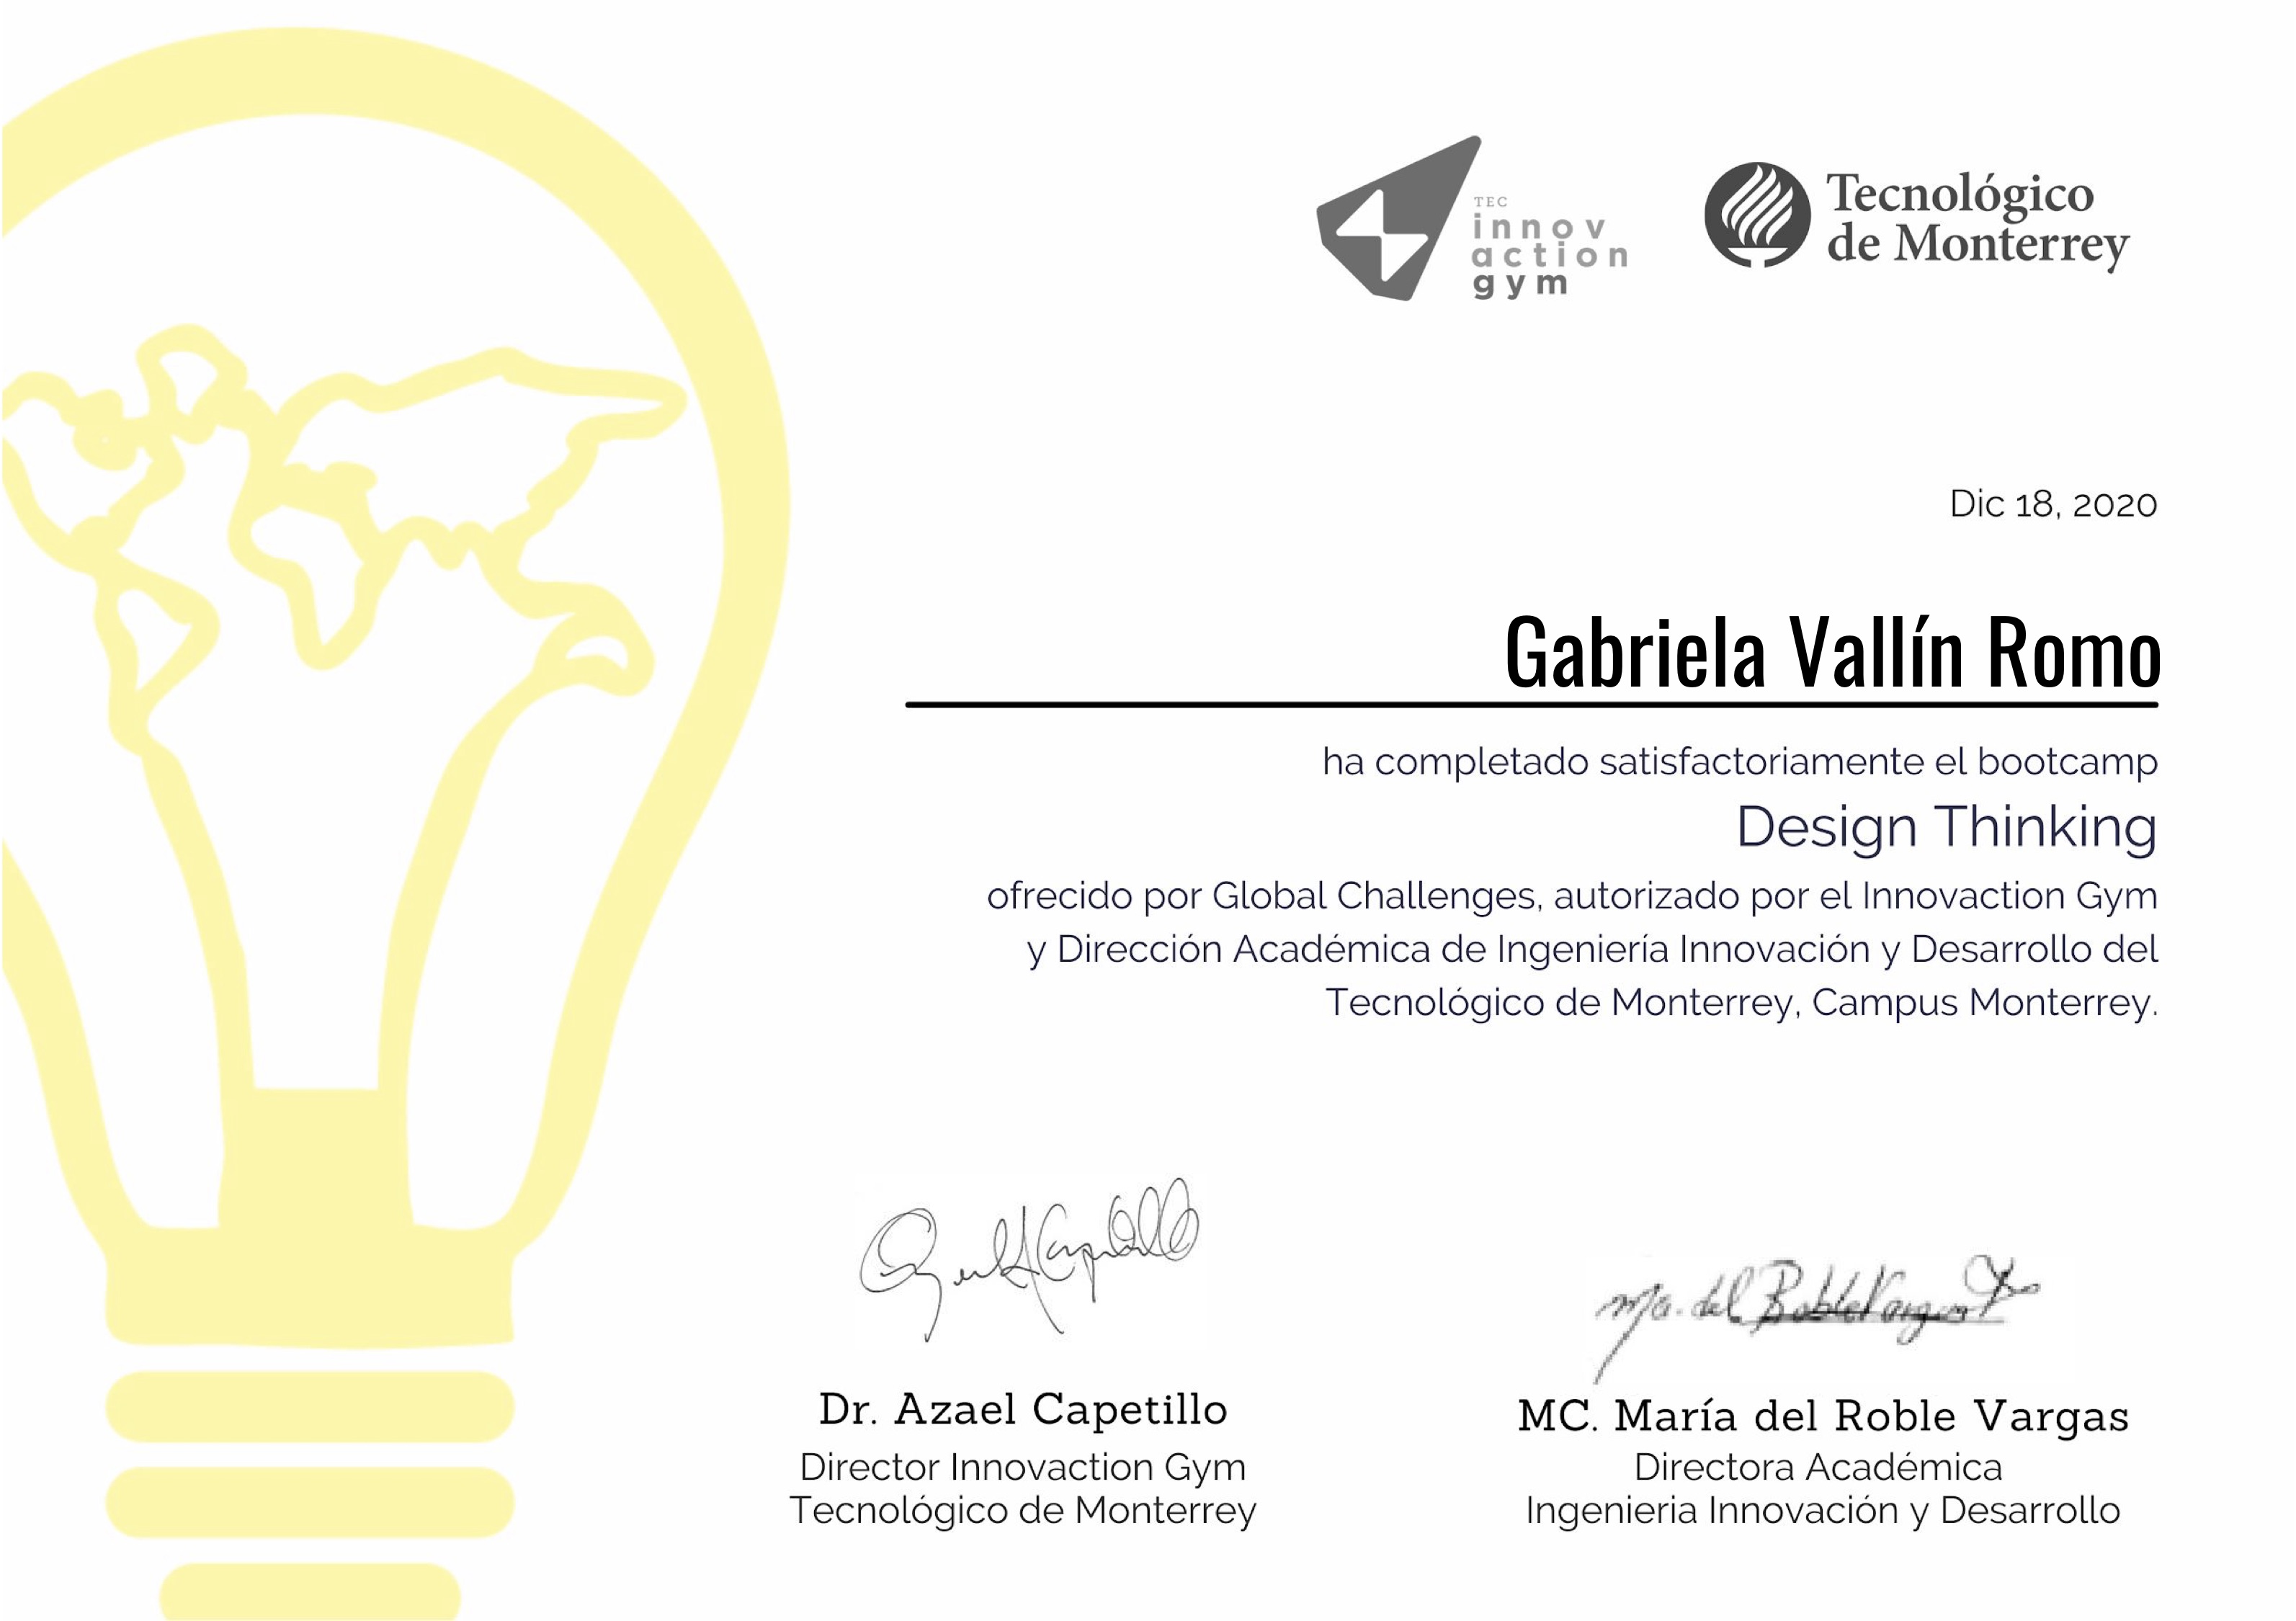 TEC
innov
action
gym
Tecnológico
de Monterrey
Dic 18, 2020
Gabriela Vallín Romo
ha completado satisfactoriamente el bootcamp
Design Thinking
ofrecido por Global Challenges, autorizado por el Innovaction Gym
y Dirección Académica de Ingeniería Innovación y Desarrollo del
Tecnológico de Monterrey, Campus Monterrey.
Ma. del Roble Vargas
Dr. Azael Capetillo
Director Innovaction Gym
Tecnológico de Monterrey
MC. María del Roble Vargas
Directora Académica
Ingenieria Innovación y Desarrollo